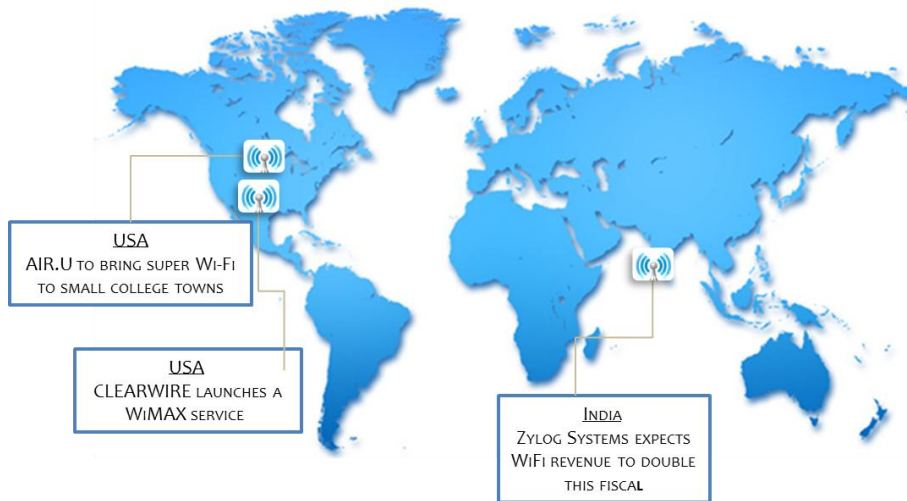 USA
AIR.U to bring super Wi-Fi
to small college towns
USA
CLEARWIRE launches a
WiMAX service
India
Zylog Systems expects
WiFi revenue to double
this fiscal